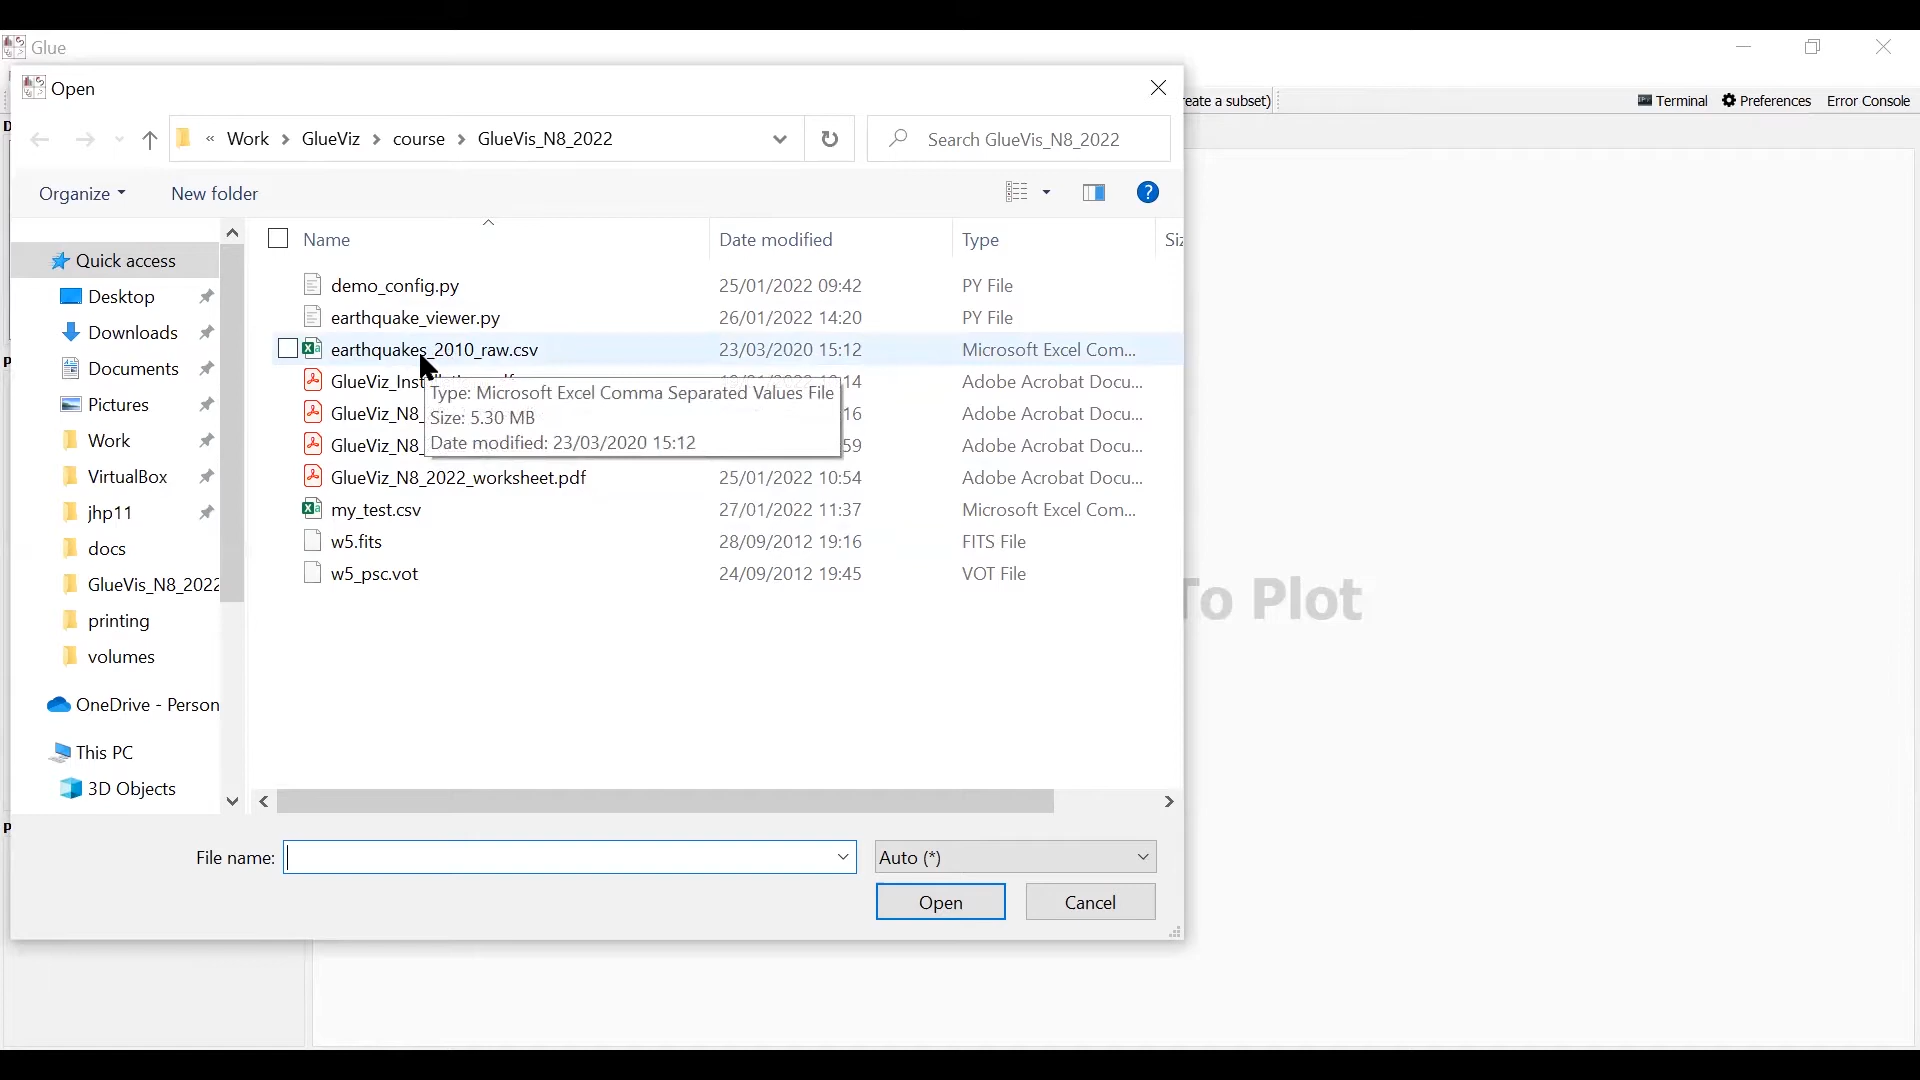 Glue
Open
« Work > GlueViz > course > GlueVis_N8_2022
Search GlueVis_N8_2022
eate a subset)
Terminal
Preferences
Error Console
Organize
New folder
?
Name
Date modified
Type
Siz
Quick access
Desktop
Downloads
Documents
Pictures
Work
VirtualBox
jhp11
docs
GlueVis_N8_2022
printing
volumes
OneDrive - Person
This PC
3D Objects
demo_config.py 25/01/2022 09:42 PY File
earthquake_viewer.py 26/01/2022 14:20 PY File
earthquakes_2010_raw.csv 23/03/2020 15:12 Microsoft Excel Com...
GlueViz_Inst 14 Adobe Acrobat Docu...
GlueViz_N8_ 16 Adobe Acrobat Docu...
GlueViz_N8_ 59 Adobe Acrobat Docu...
Type: Microsoft Excel Comma Separated Values File
Size: 5.30 MB
Date modified: 23/03/2020 15:12
GlueViz_N8_2022_worksheet.pdf 25/01/2022 10:54 Adobe Acrobat Docu...
my_test.csv 27/01/2022 11:37 Microsoft Excel Com...
w5.fits 28/09/2012 19:16 FITS File
w5_psc.vot 24/09/2012 19:45 VOT File
To Plot
File name:
Auto (*)
Open
Cancel